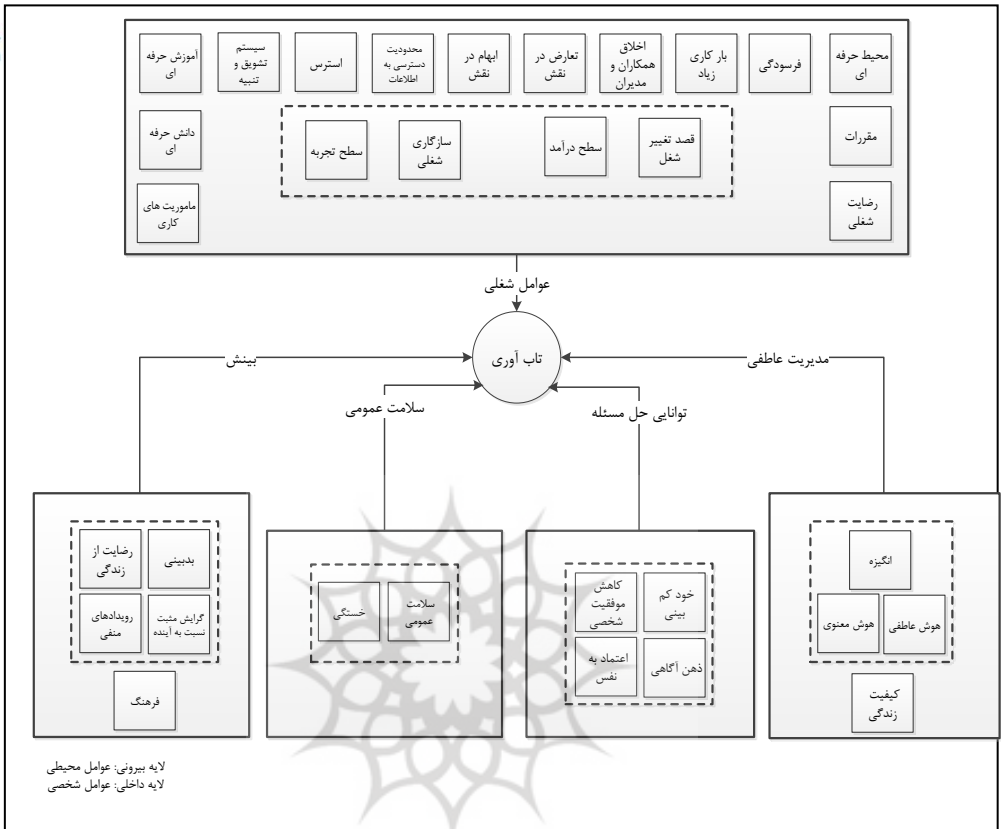 محیط حرفه
ای
فرسودگی
بار کاری
زیاد
اخلاق
همکاران و
مدیران
تعارض در
نقش
ابهام در
نقش
محدودیت
دسترسی به
اطلاعات
استرس
سیستم
تشویق و
تنبیه
آموزش حرفه
ای
مقررات
قصد تغییر
شغل
سطح درآمد
سازگاری
شغلی
سطح تجربه
دانش حرفه
ای
رضایت
شغلی
ماموریت های
کاری
عوامل شغلی
تاب آوری
مدیریت عاطفی
بینش
توانایی حل مسئله
سلامت عمومی
انگیزه
هوش عاطفی
هوش معنوی
کیفیت
زندگی
خود کم
بینی
کاهش
موفقیت
شخصی
ذهن آگاهی
اعتماد به
نفس
سلامت
عمومی
خستگی
بدبینی
رضایت از
زندگی
گرایش مثبت
نسبت به آینده
رویدادهای
منفی
فرهنگ
لایه بیرونی: عوامل محیطی
لایه داخلی: عوامل شخصی